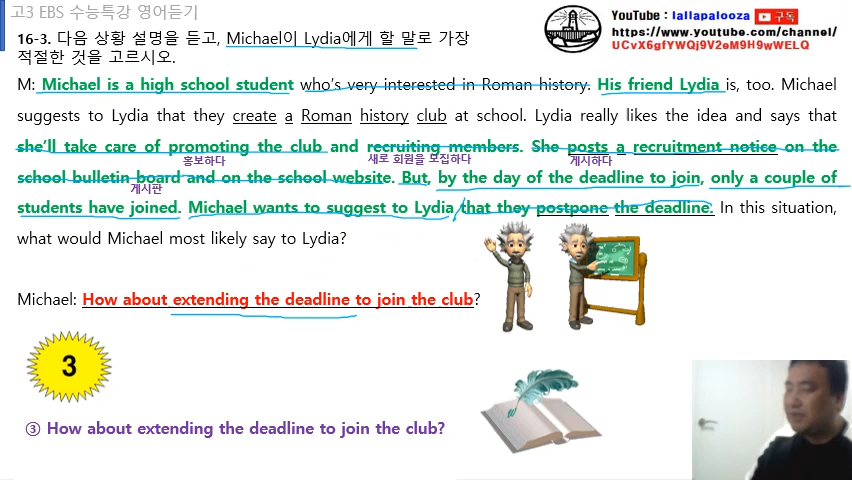 고3 EBS 수능특강 영어듣기
YouTube : lallapalooza 구독
https://www.youtube.com/channel/
UCvX6gfYWQj9V2eM9H9wWELQ
16-3. 다음 상황 설명을 듣고, Michael이 Lydia에게 할 말로 가장
적절한 것을 고르시오.
M: Michael is a high school student who's very interested in Roman history. His friend Lydia is, too. Michael
suggests to Lydia that they create a Roman history club at school. Lydia really likes the idea and says that
she'll take care of promoting the club and recruiting members. She posts a recruitment notice on the
홍보하다 새로 회원을 모집하다 게시하다
school bulletin board and on the school website. But, by the day of the deadline to join, only a couple of
게시판
students have joined. Michael wants to suggest to Lydia that they postpone the deadline. In this situation,
what would Michael most likely say to Lydia?
Michael: How about extending the deadline to join the club?
3
③ How about extending the deadline to join the club?